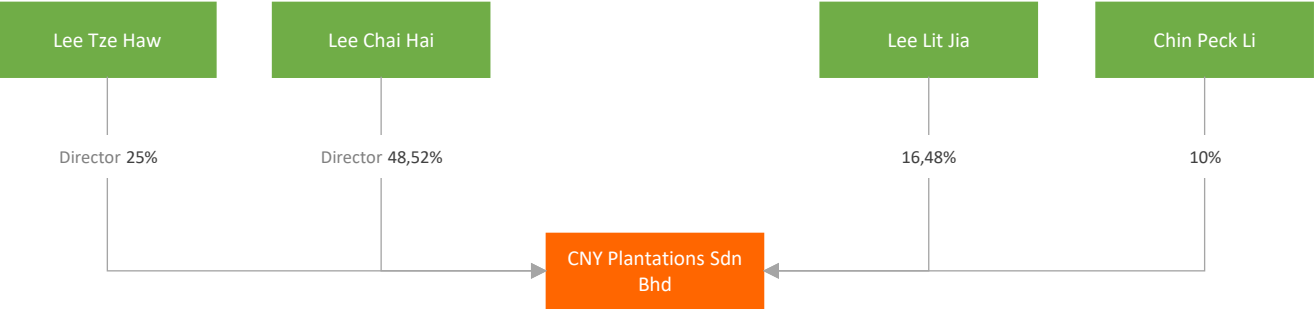 Lee Tze Haw
Lee Chai Hai
Lee Lit Jia
Chin Peck Li
Director 25%
Director 48,52%
16,48%
10%
CNY Plantations Sdn
Bhd